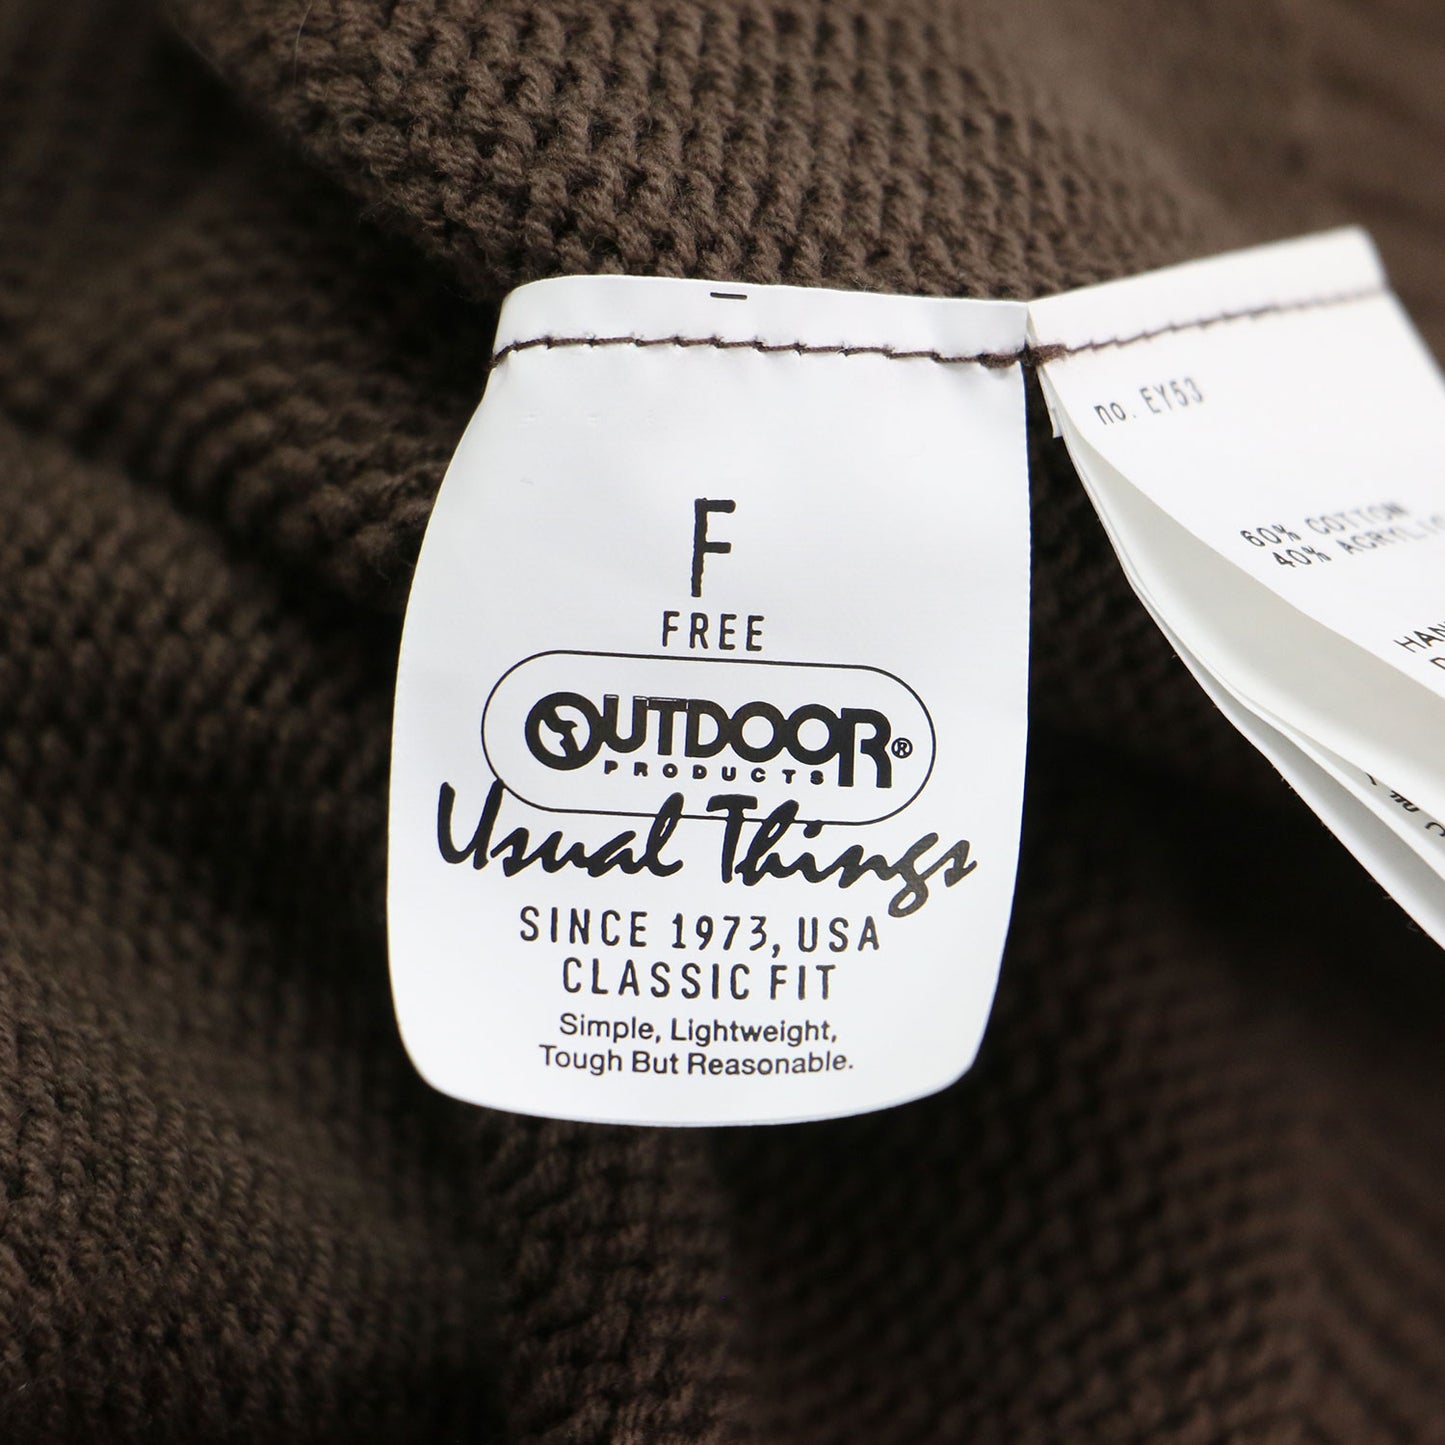 F
FREE
OUTDOOR®
PRODUCTS
Usual Things
SINCE 1973, USA
CLASSIC FIT
Simple, Lightweight,
Tough But Reasonable.
no. EY53
60% COTTON
40%